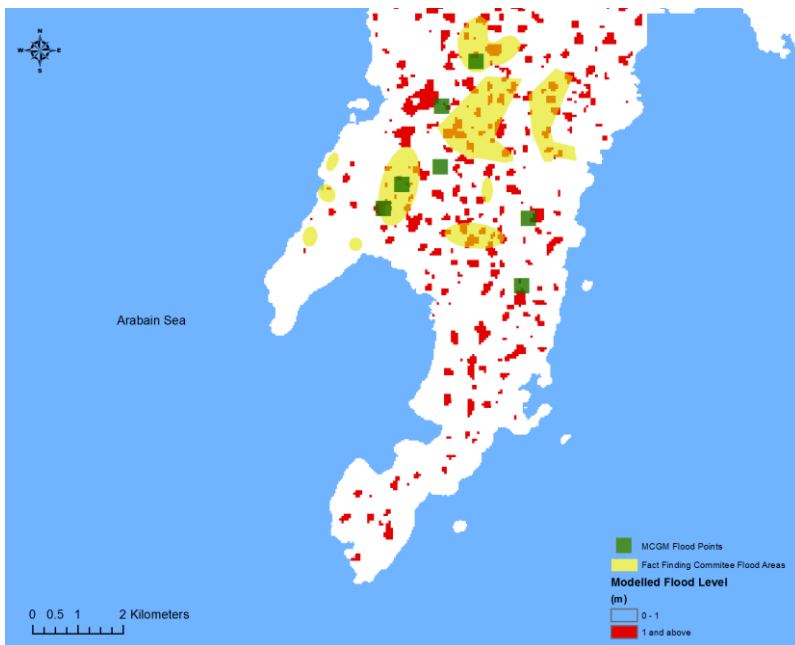 N
W E
S
Arabain Sea
MCGM Flood Points
Fact Finding Commitee Flood Areas
Modelled Flood Level
(m)
0 - 1
1 and above
0 0.5 1 2 Kilometers